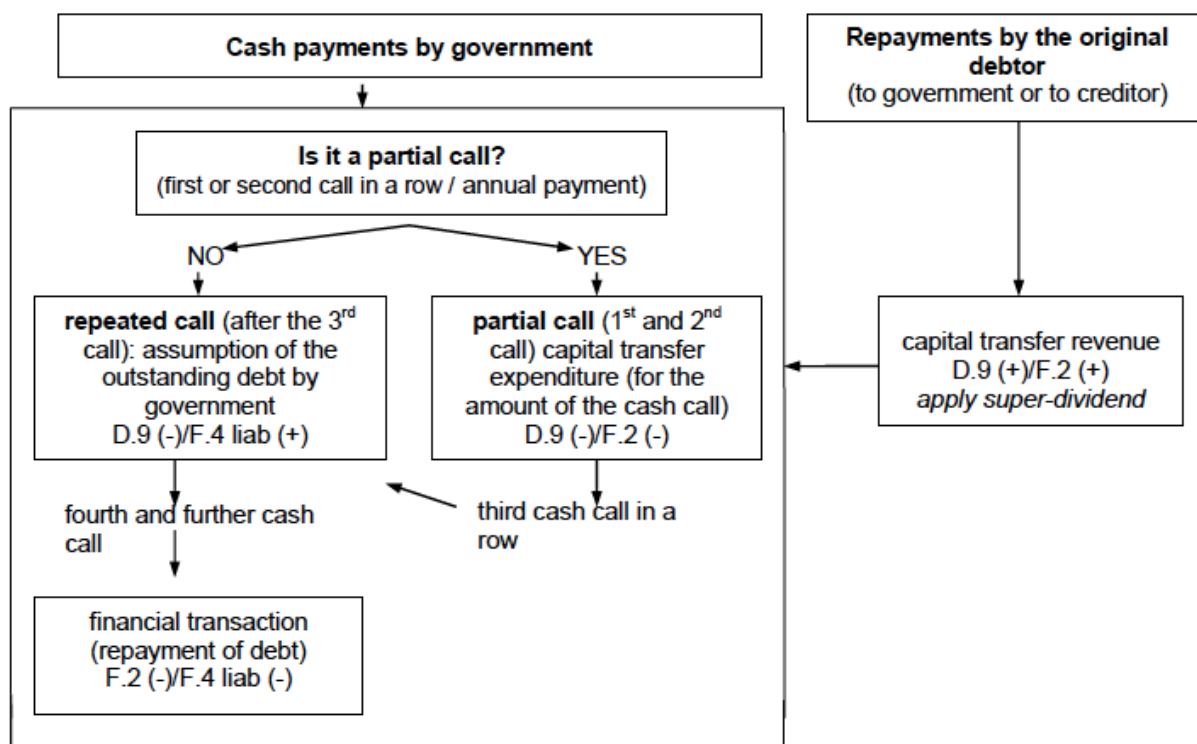 Cash payments by government
Repayments by the original
debtor
(to government or to creditor)
Is it a partial call?
(first or second call in a row / annual payment)
NO
YES
repeated call (after the 3rd
call): assumption of the
outstanding debt by
government
D.9 (-)/F.4 liab (+)
partial call (1st and 2nd
call) capital transfer
expenditure (for the
amount of the cash call)
D.9 (-)/F.2 (-)
capital transfer revenue
D.9 (+)/F.2 (+)
apply super-dividend
fourth and further cash
call
third cash call in a
row
financial transaction
(repayment of debt)
F.2 (-)/F.4 liab (-)